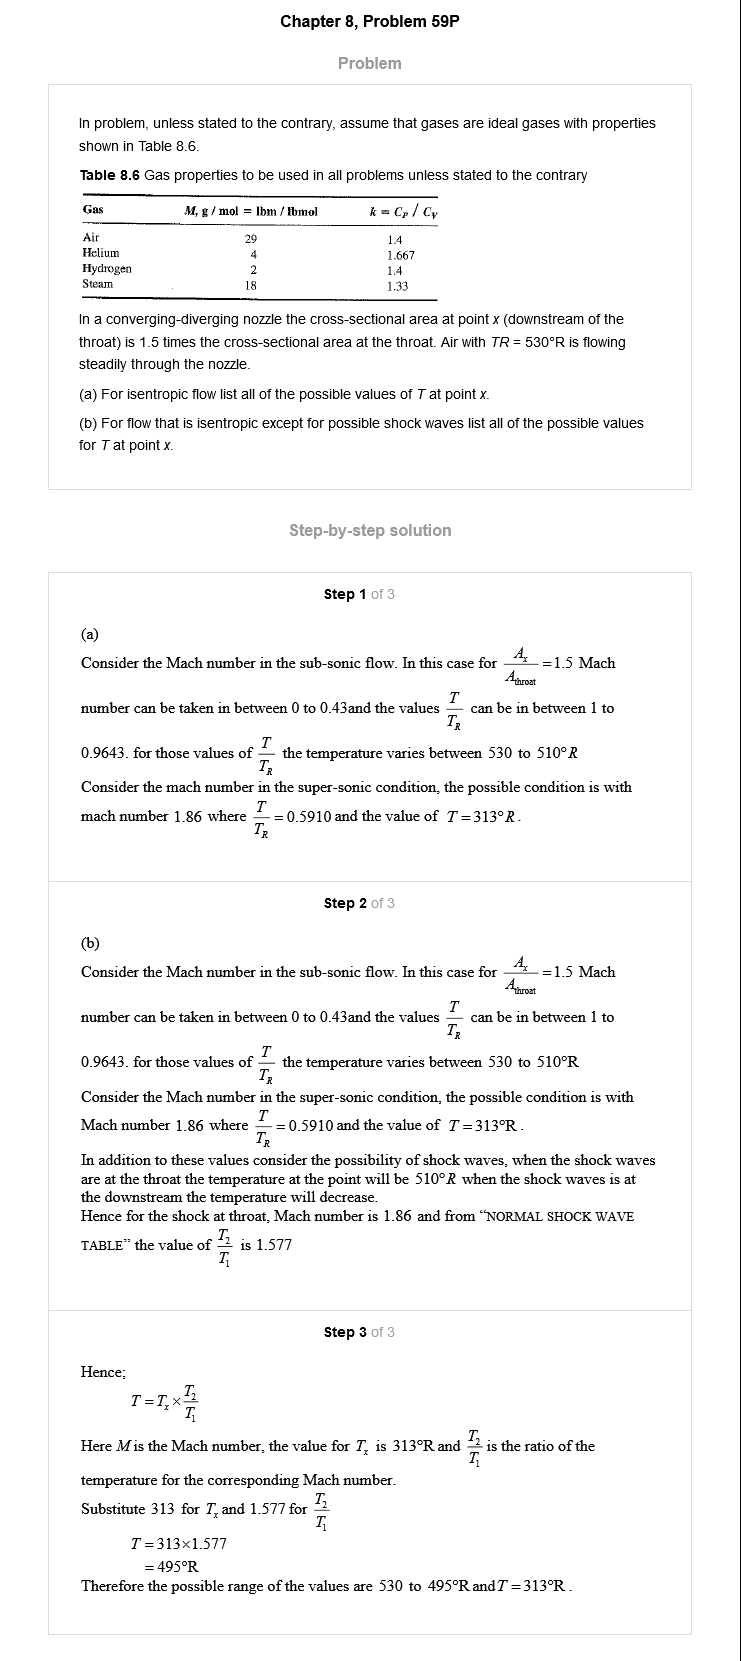 Chapter 8, Problem 59P
Problem
In problem, unless stated to the contrary, assume that gases are ideal gases with properties
shown in Table 8.6.
Table 8.6 Gas properties to be used in all problems unless stated to the contrary
Gas M, g / mol = lbm / lbmol k = C_P / C_V
Air 29 1.4
Helium 4 1.667
Hydrogen 2 1.4
Steam 18 1.33
In a converging-diverging nozzle the cross-sectional area at point x (downstream of the
throat) is 1.5 times the cross-sectional area at the throat. Air with TR = 530°R is flowing
steadily through the nozzle.
(a) For isentropic flow list all of the possible values of T at point x.
(b) For flow that is isentropic except for possible shock waves list all of the possible values
for T at point x.
Step-by-step solution
Step 1 of 3
(a)
Consider the Mach number in the sub-sonic flow. In this case for A_x / A_throat = 1.5 Mach
number can be taken in between 0 to 0.43and the values T / T_R can be in between 1 to
0.9643. for those values of T / T_R the temperature varies between 530 to 510°R
Consider the mach number in the super-sonic condition, the possible condition is with
mach number 1.86 where T / T_R = 0.5910 and the value of T = 313°R.
Step 2 of 3
(b)
Consider the Mach number in the sub-sonic flow. In this case for A_x / A_throat = 1.5 Mach
number can be taken in between 0 to 0.43and the values T / T_R can be in between 1 to
0.9643. for those values of T / T_R the temperature varies between 530 to 510°R
Consider the Mach number in the super-sonic condition, the possible condition is with
Mach number 1.86 where T / T_R = 0.5910 and the value of T = 313°R.
In addition to these values consider the possibility of shock waves, when the shock waves
are at the throat the temperature at the point will be 510°R when the shock waves is at
the downstream the temperature will decrease.
Hence for the shock at throat, Mach number is 1.86 and from “NORMAL SHOCK WAVE
TABLE” the value of T_2 / T_1 is 1.577
Step 3 of 3
Hence;
T = T_x × T_2 / T_1
Here M is the Mach number, the value for T_x is 313°R and T_2 / T_1 is the ratio of the
temperature for the corresponding Mach number.
Substitute 313 for T_x and 1.577 for T_2 / T_1
T = 313×1.577
= 495°R
Therefore the possible range of the values are 530 to 495°R and T = 313°R.